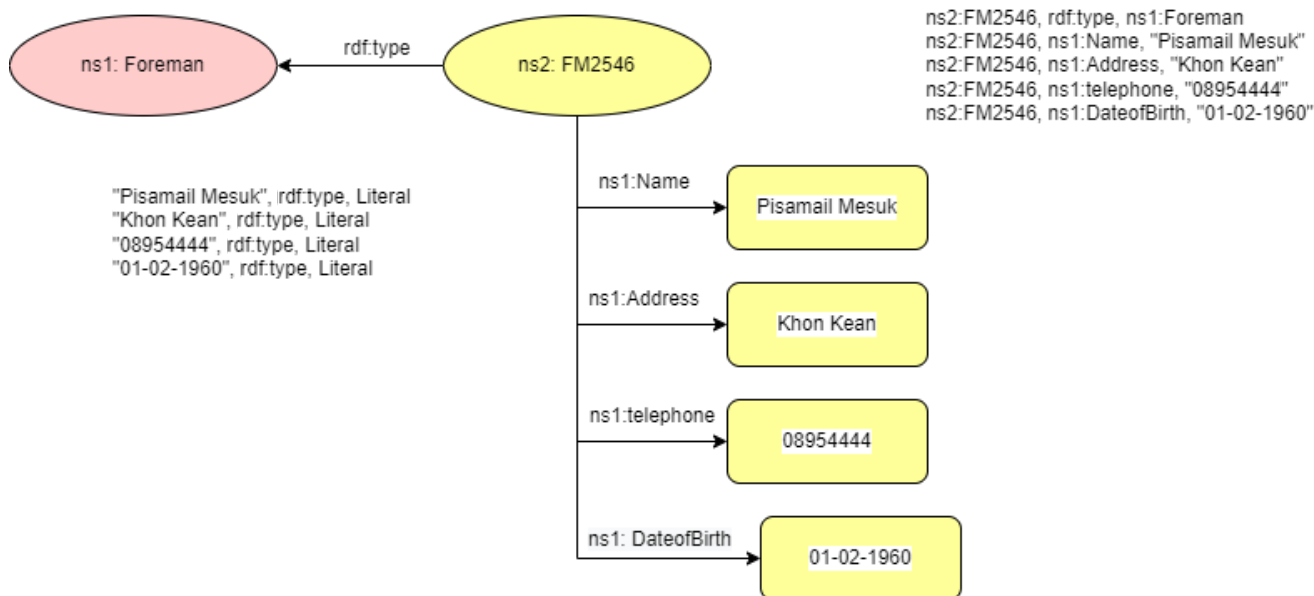 ns2:FM2546, rdf:type, ns1:Foreman
ns2:FM2546, ns1:Name, "Pisamail Mesuk"
ns2:FM2546, ns1:Address, "Khon Kean"
ns2:FM2546, ns1:telephone, "08954444"
ns2:FM2546, ns1:DateofBirth, "01-02-1960"
ns1: Foreman
rdf:type
ns2: FM2546
"Pisamail Mesuk", rdf:type, Literal
"Khon Kean", rdf:type, Literal
"08954444", rdf:type, Literal
"01-02-1960", rdf:type, Literal
ns1:Name
Pisamail Mesuk
ns1:Address
Khon Kean
ns1:telephone
08954444
ns1: DateofBirth
01-02-1960